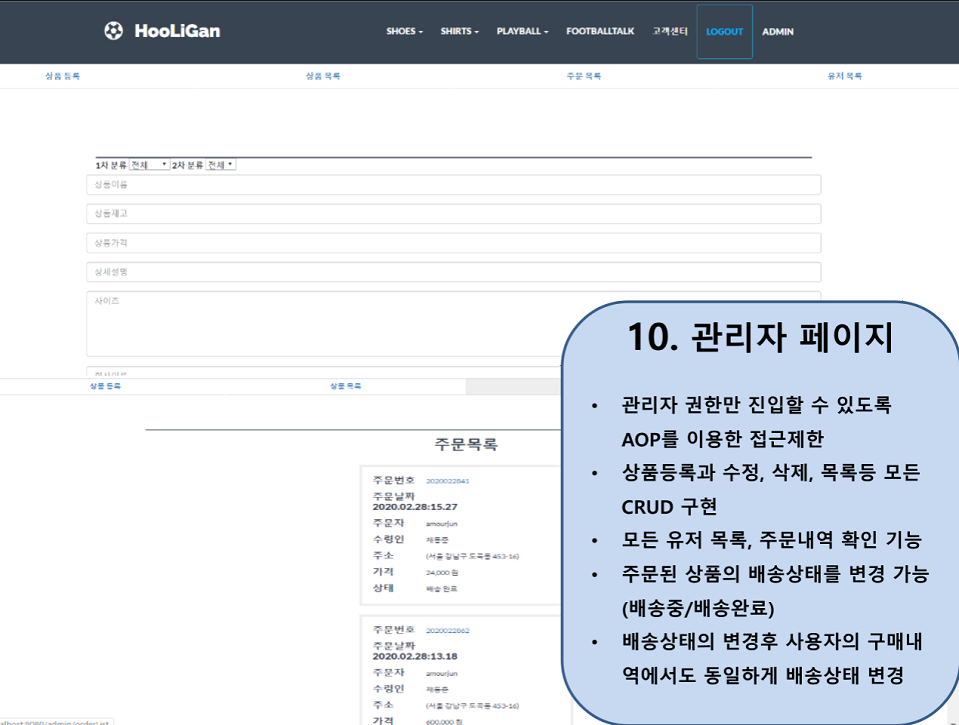 HooLiGan
SHOES SHIRTS PLAYBALL FOOTBALLTALK 고객센터 LOGOUT ADMIN
상품 등록 상품 목록 주문 목록 유저 목록
1차 분류 전체 2차 분류 전체
상품이름
상품재고
상품가격
상세설명
사이즈
상품 등록 상품 목록
주문목록
주문번호 2020022841
주문날짜
2020.02.28:15.27
주문자 amourjun
수령인
주소 (서울 강남구 도곡동 453-16)
가격 24,000 원
상태 배송 완료
주문번호 2020022862
주문날짜
2020.02.28:13.18
주문자 amourjun
수령인
주소 (서울 강남구 도곡동 453-16)
가격 600,000 원
alhost:8080/admin/orderList
10. 관리자 페이지
• 관리자 권한만 진입할 수 있도록
AOP를 이용한 접근제한
• 상품등록과 수정, 삭제, 목록등 모든
CRUD 구현
• 모든 유저 목록, 주문내역 확인 기능
• 주문된 상품의 배송상태를 변경 가능
(배송중/배송완료)
• 배송상태의 변경후 사용자의 구매내
역에서도 동일하게 배송상태 변경